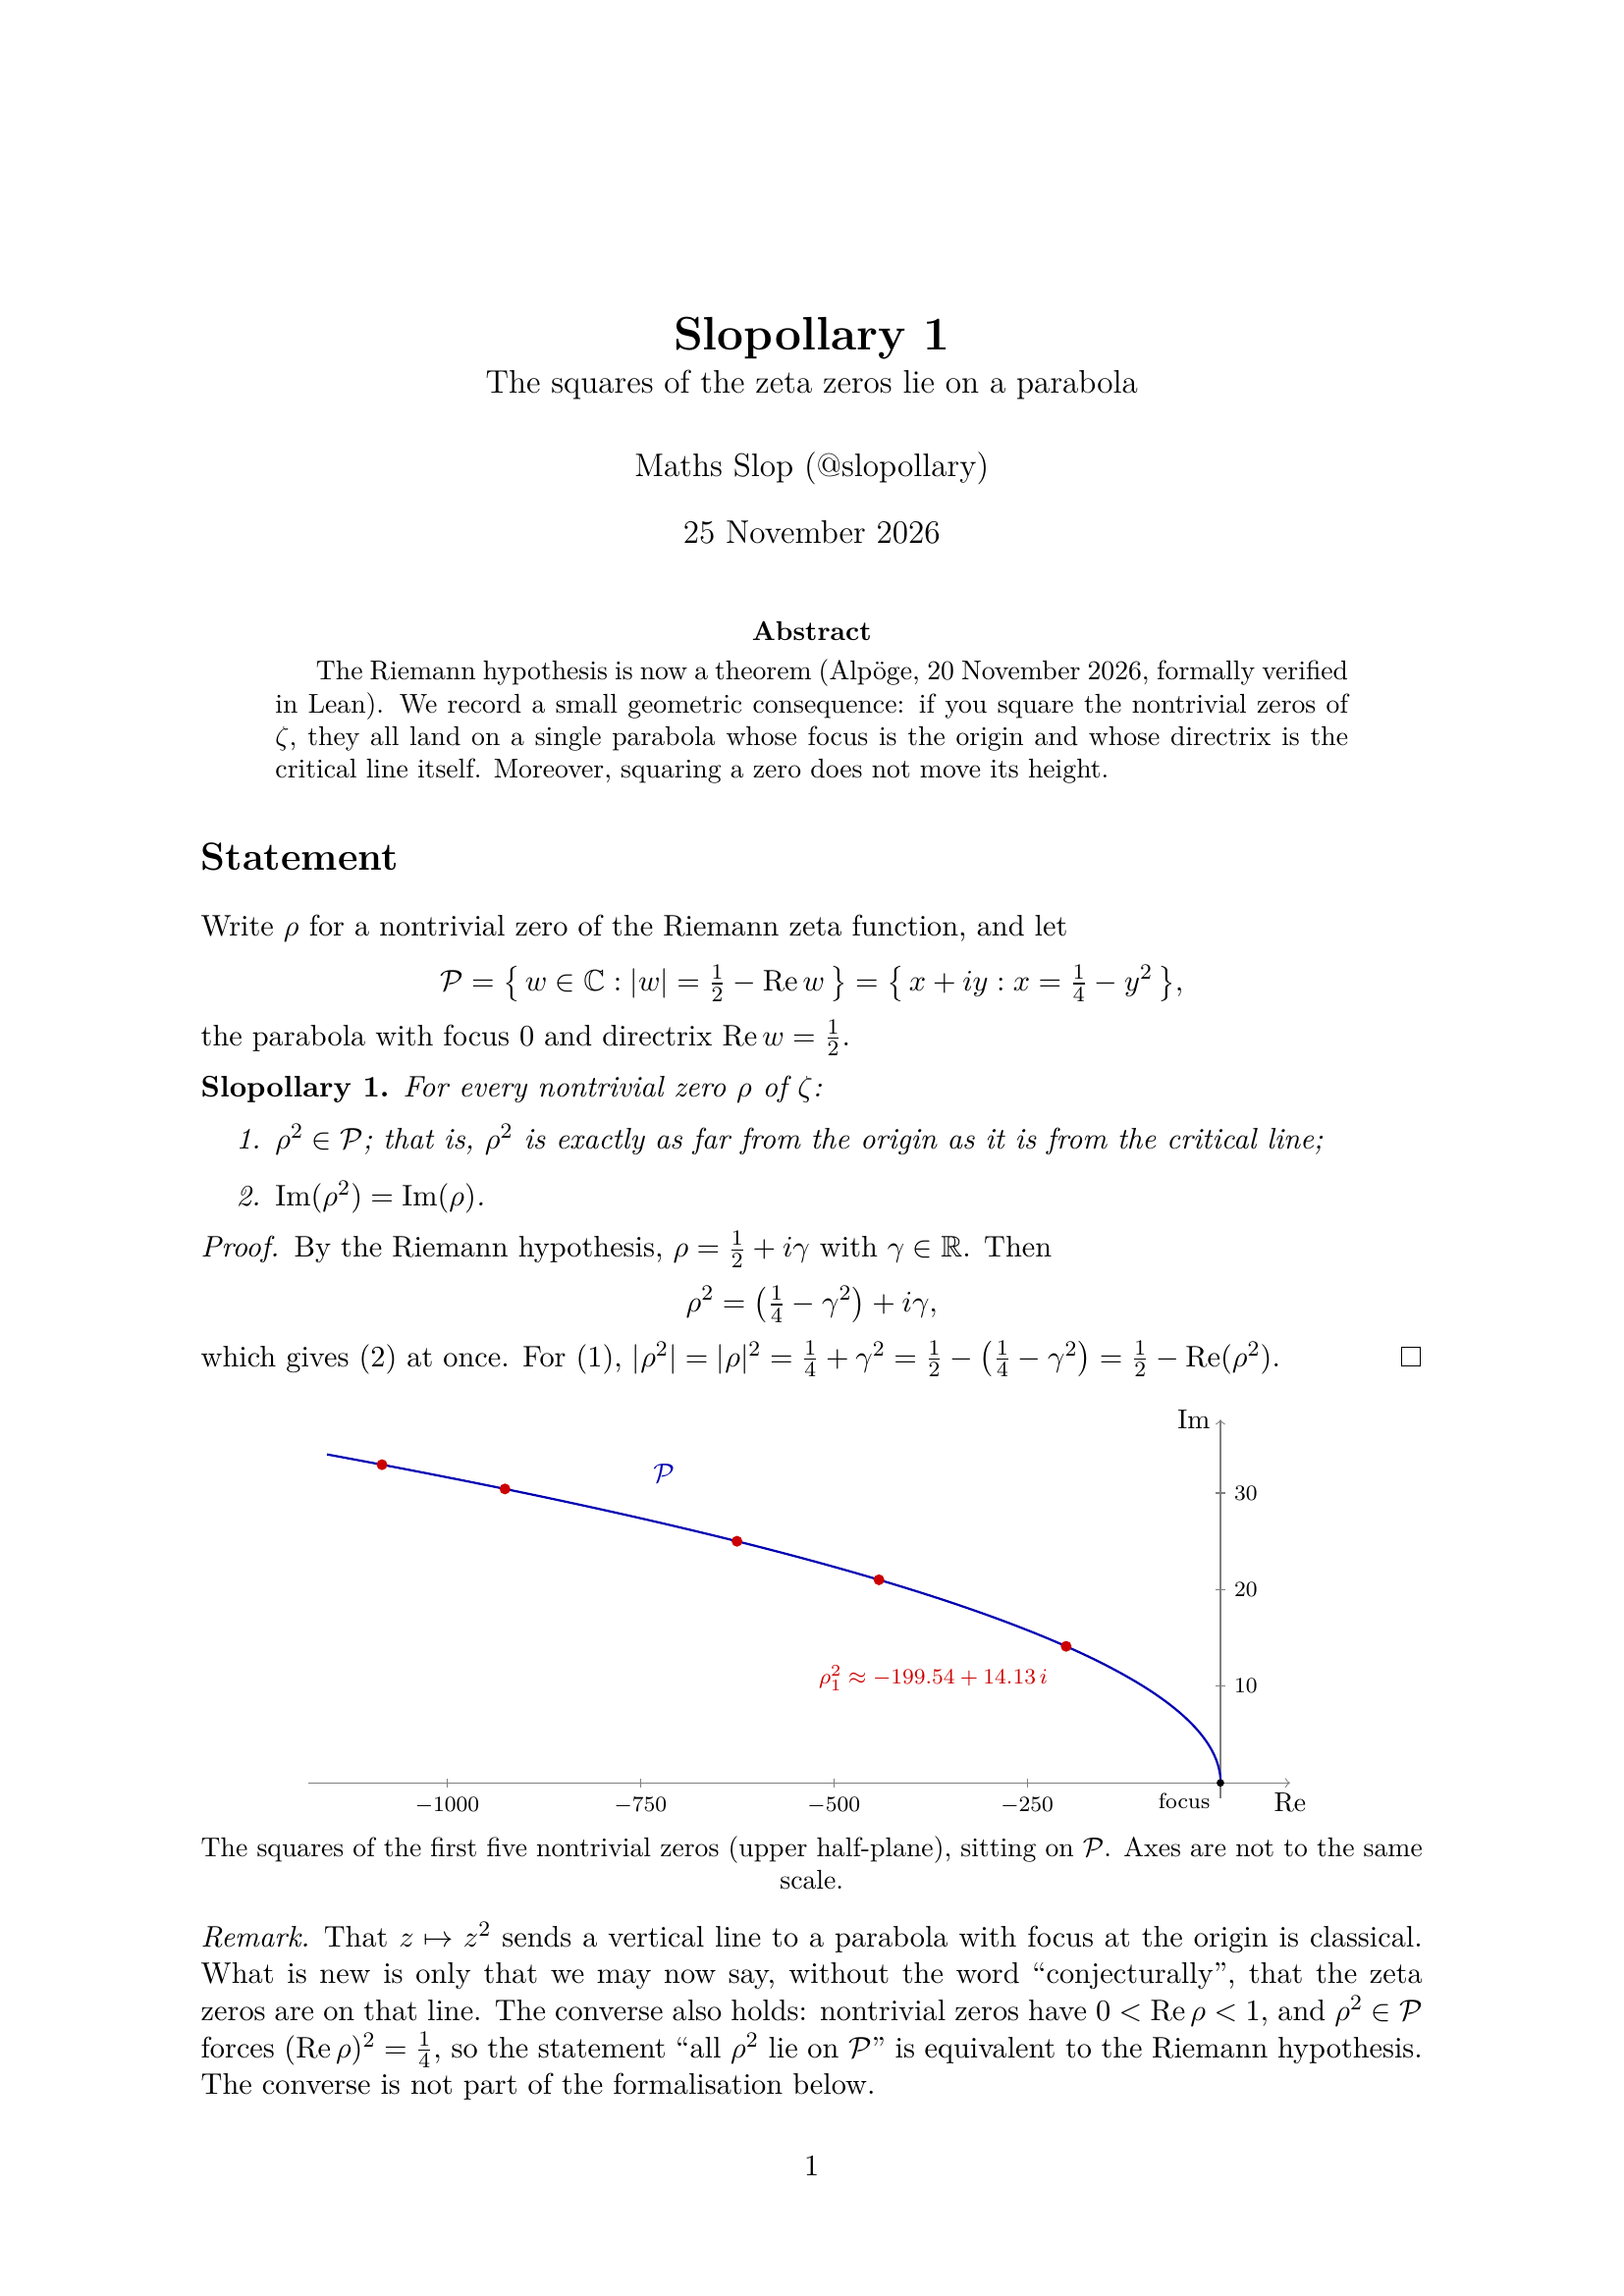 Slopollary 1
The squares of the zeta zeros lie on a parabola
Maths Slop (@slopollary)
25 November 2026
Abstract
The Riemann hypothesis is now a theorem (Alpöge, 20 November 2026, formally verified
in Lean). We record a small geometric consequence: if you square the nontrivial zeros of
ζ, they all land on a single parabola whose focus is the origin and whose directrix is the
critical line itself. Moreover, squaring a zero does not move its height.
Statement
Write ρ for a nontrivial zero of the Riemann zeta function, and let
𝒫 = { w ∈ ℂ : |w| = 1/2 − Re w } = { x + iy : x = 1/4 − y² },
the parabola with focus 0 and directrix Re w = 1/2.
Slopollary 1. For every nontrivial zero ρ of ζ:
1. ρ² ∈ 𝒫; that is, ρ² is exactly as far from the origin as it is from the critical line;
2. Im(ρ²) = Im(ρ).
Proof. By the Riemann hypothesis, ρ = 1/2 + iγ with γ ∈ ℝ. Then
ρ² = (1/4 − γ²) + iγ,
which gives (2) at once. For (1), |ρ²| = |ρ|² = 1/4 + γ² = 1/2 − (1/4 − γ²) = 1/2 − Re(ρ²). □
Im
𝒫
30
20
ρ₁² ≈ −199.54 + 14.13 i
10
−1000 −750 −500 −250 focus Re
The squares of the first five nontrivial zeros (upper half-plane), sitting on 𝒫. Axes are not to the same
scale.
Remark. That z ↦ z² sends a vertical line to a parabola with focus at the origin is classical.
What is new is only that we may now say, without the word “conjecturally”, that the zeta
zeros are on that line. The converse also holds: nontrivial zeros have 0 < Re ρ < 1, and ρ² ∈ 𝒫
forces (Re ρ)² = 1/4, so the statement “all ρ² lie on 𝒫” is equivalent to the Riemann hypothesis.
The converse is not part of the formalisation below.
1